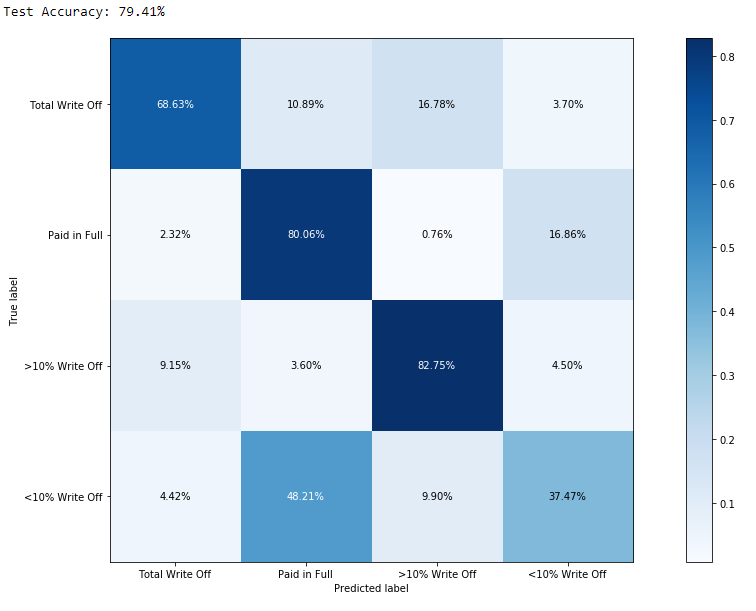 Test Accuracy: 79.41%
Total Write Off 68.63% 10.89% 16.78% 3.70%
Paid in Full 2.32% 80.06% 0.76% 16.86%
>10% Write Off 9.15% 3.60% 82.75% 4.50%
<10% Write Off 4.42% 48.21% 9.90% 37.47%
True label
Total Write Off Paid in Full >10% Write Off <10% Write Off
Predicted label
0.8
0.7
0.6
0.5
0.4
0.3
0.2
0.1